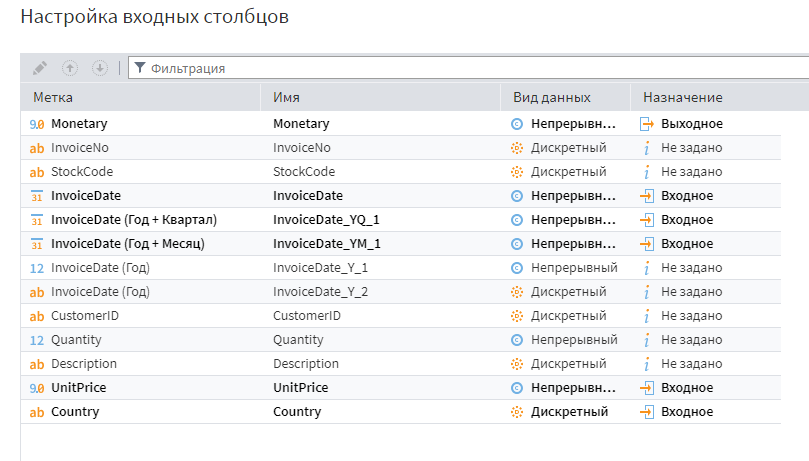 Настройка входных столбцов
Фильтрация
Метка Имя Вид данных Назначение
9.0 Monetary Monetary Непрерывн... Выходное
ab InvoiceNo InvoiceNo Дискретный Не задано
ab StockCode StockCode Дискретный Не задано
31 InvoiceDate InvoiceDate Непрерывн... Входное
31 InvoiceDate (Год + Квартал) InvoiceDate_YQ_1 Непрерывн... Входное
31 InvoiceDate (Год + Месяц) InvoiceDate_YM_1 Непрерывн... Входное
12 InvoiceDate (Год) InvoiceDate_Y_1 Непрерывный Не задано
ab InvoiceDate (Год) InvoiceDate_Y_2 Дискретный Не задано
ab CustomerID CustomerID Дискретный Не задано
12 Quantity Quantity Непрерывный Не задано
ab Description Description Дискретный Не задано
9.0 UnitPrice UnitPrice Непрерывн... Входное
ab Country Country Дискретный Входное